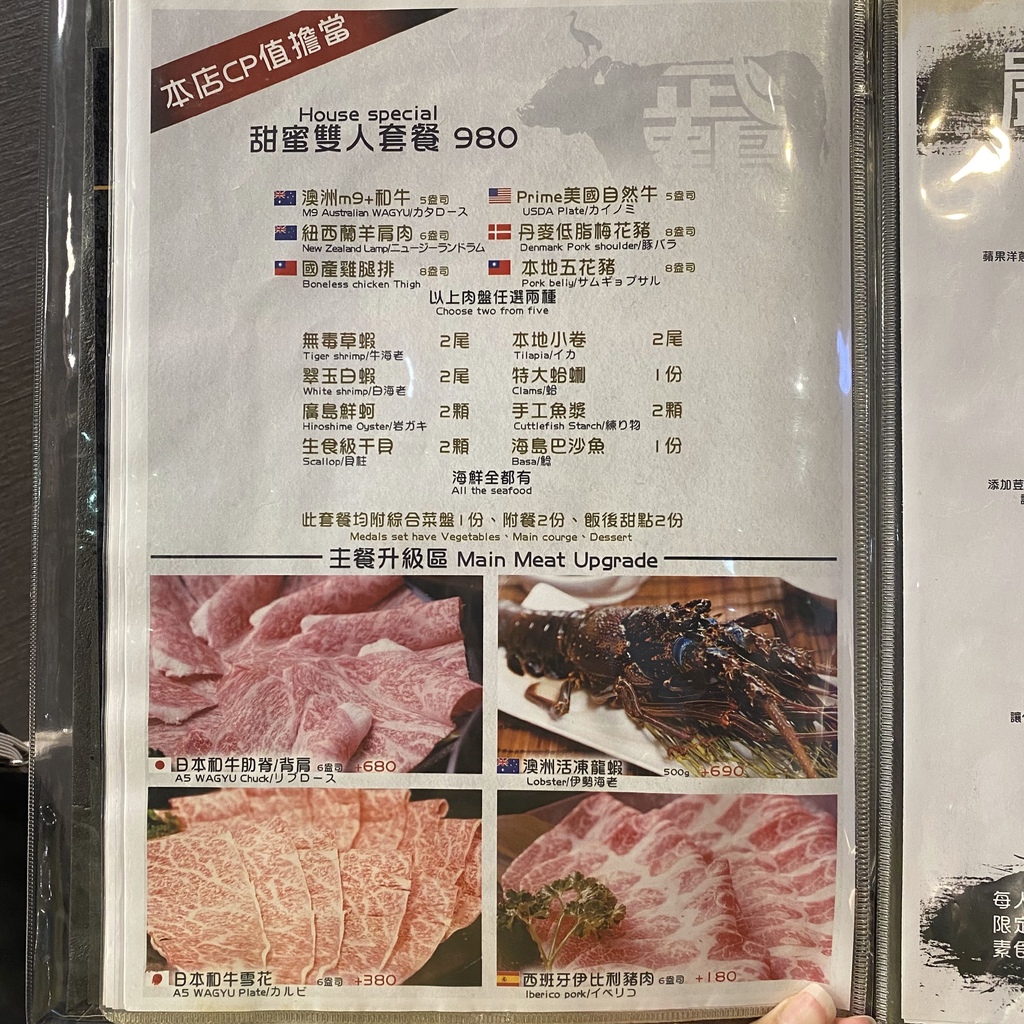 本店CP值擔當
House special
甜蜜雙人套餐 980
澳洲m9+和牛 5盎司
M9 Australian WAGYU/カタロース
Prime美國自然牛 5盎司
USDA Plate/カイノミ
紐西蘭羊肩肉 6盎司
New Zealand Lamp/ニュージーランドラム
丹麥低脂梅花豬 8盎司
Denmark Pork shoulder/豚バラ
國產雞腿排 8盎司
Boneless chicken Thigh
本地五花豬 8盎司
Pork belly/サムギョプサル
以上肉盤任選兩種
Choose two from five
無毒草蝦 2尾
Tiger shrimp/牛海老
本地小卷 2尾
Tilapia/イカ
翠玉白蝦 2尾
White shrimp/白海老
特大蛤蜊 1份
Clams/蛤
廣島鮮蚵 2顆
Hiroshime Oyster/岩ガキ
手工魚漿 2顆
Cuttlefish Starch/練り物
生食級干貝 2顆
Scallop/貝柱
海島巴沙魚 1份
Basa/鯰
海鮮全都有
All the seafood
此套餐均附綜合菜盤1份、附餐2份、飯後甜點2份
Medals set have Vegetables、Main courge、Dessert
主餐升級區 Main Meat Upgrade
日本和牛肋脊/背肩 6盎司 +680
A5 WAGYU Chuck/リブロース
澳洲活凍龍蝦 500g +690
Lobster/伊勢海老
日本和牛雪花 6盎司 +380
A5 WAGYU Plate/カルビ
西班牙伊比利豬肉 6盎司 +180
Iberico pork/イベリコ
蘋果洋蔥
添加荳
讓
每人
限定
素食